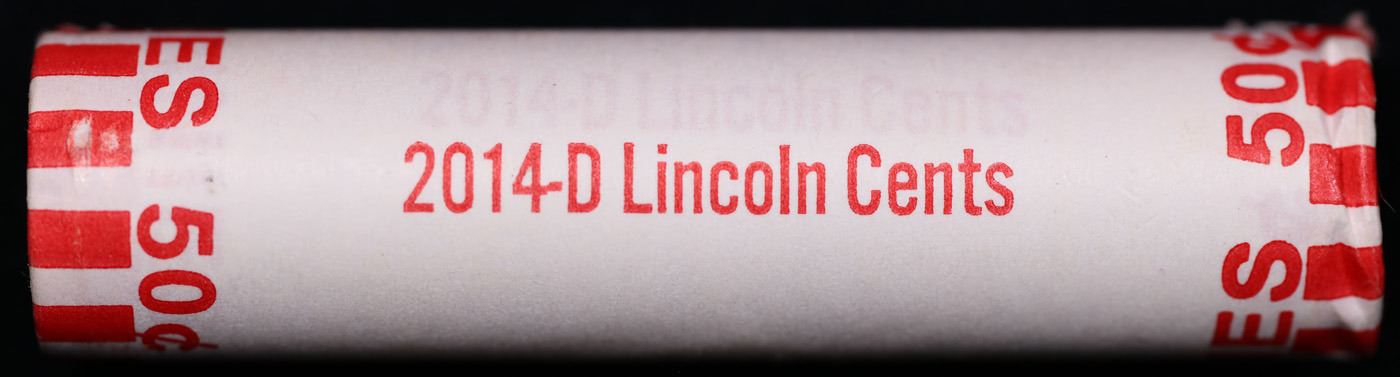 ES 50¢
2014-D Lincoln Cents
2014-D Lincoln Cents
50¢
ES